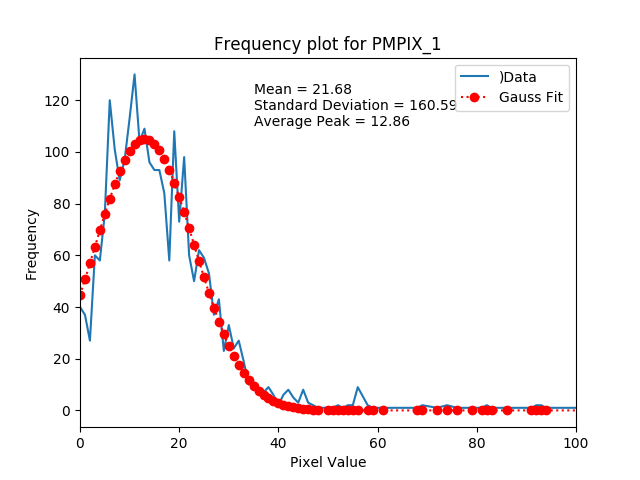 Frequency plot for PMPIX_1
Mean = 21.68
Standard Deviation = 160.59
Average Peak = 12.86
)Data
Gauss Fit
Frequency
120
100
80
60
40
20
0
0 20 40 60 80 100
Pixel Value